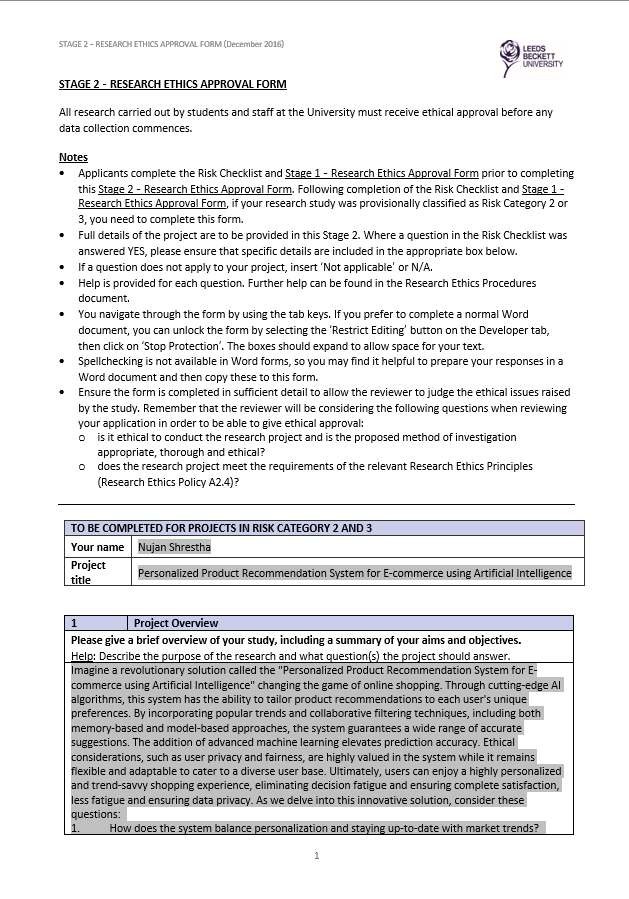 STAGE 2 – RESEARCH ETHICS APPROVAL FORM (December 2016)
LEEDS
BECKETT
UNIVERSITY
STAGE 2 - RESEARCH ETHICS APPROVAL FORM
All research carried out by students and staff at the University must receive ethical approval before any
data collection commences.
Notes
• Applicants complete the Risk Checklist and Stage 1 - Research Ethics Approval Form prior to completing
this Stage 2 - Research Ethics Approval Form. Following completion of the Risk Checklist and Stage 1 -
Research Ethics Approval Form, if your research study was provisionally classified as Risk Category 2 or
3, you need to complete this form.
• Full details of the project are to be provided in this Stage 2. Where a question in the Risk Checklist was
answered YES, please ensure that specific details are included in the appropriate box below.
• If a question does not apply to your project, insert 'Not applicable' or N/A.
• Help is provided for each question. Further help can be found in the Research Ethics Procedures
document.
• You navigate through the form by using the tab keys. If you prefer to complete a normal Word
document, you can unlock the form by selecting the 'Restrict Editing' button on the Developer tab,
then click on 'Stop Protection'. The boxes should expand to allow space for your text.
• Spellchecking is not available in Word forms, so you may find it helpful to prepare your responses in a
Word document and then copy these to this form.
• Ensure the form is completed in sufficient detail to allow the reviewer to judge the ethical issues raised
by the study. Remember that the reviewer will be considering the following questions when reviewing
your application in order to be able to give ethical approval:
o is it ethical to conduct the research project and is the proposed method of investigation
appropriate, thorough and ethical?
o does the research project meet the requirements of the relevant Research Ethics Principles
(Research Ethics Policy A2.4)?
TO BE COMPLETED FOR PROJECTS IN RISK CATEGORY 2 AND 3
Your name Nujan Shrestha
Project
title Personalized Product Recommendation System for E-commerce using Artificial Intelligence
1 Project Overview
Please give a brief overview of your study, including a summary of your aims and objectives.
Help: Describe the purpose of the research and what question(s) the project should answer.
Imagine a revolutionary solution called the "Personalized Product Recommendation System for E-
commerce using Artificial Intelligence" changing the game of online shopping. Through cutting-edge AI
algorithms, this system has the ability to tailor product recommendations to each user's unique
preferences. By incorporating popular trends and collaborative filtering techniques, including both
memory-based and model-based approaches, the system guarantees a wide range of accurate
suggestions. The addition of advanced machine learning elevates prediction accuracy. Ethical
considerations, such as user privacy and fairness, are highly valued in the system while it remains
flexible and adaptable to cater to a diverse user base. Ultimately, users can enjoy a highly personalized
and trend-savvy shopping experience, eliminating decision fatigue and ensuring complete satisfaction,
less fatigue and ensuring data privacy. As we delve into this innovative solution, consider these
questions:
1. How does the system balance personalization and staying up-to-date with market trends?
1